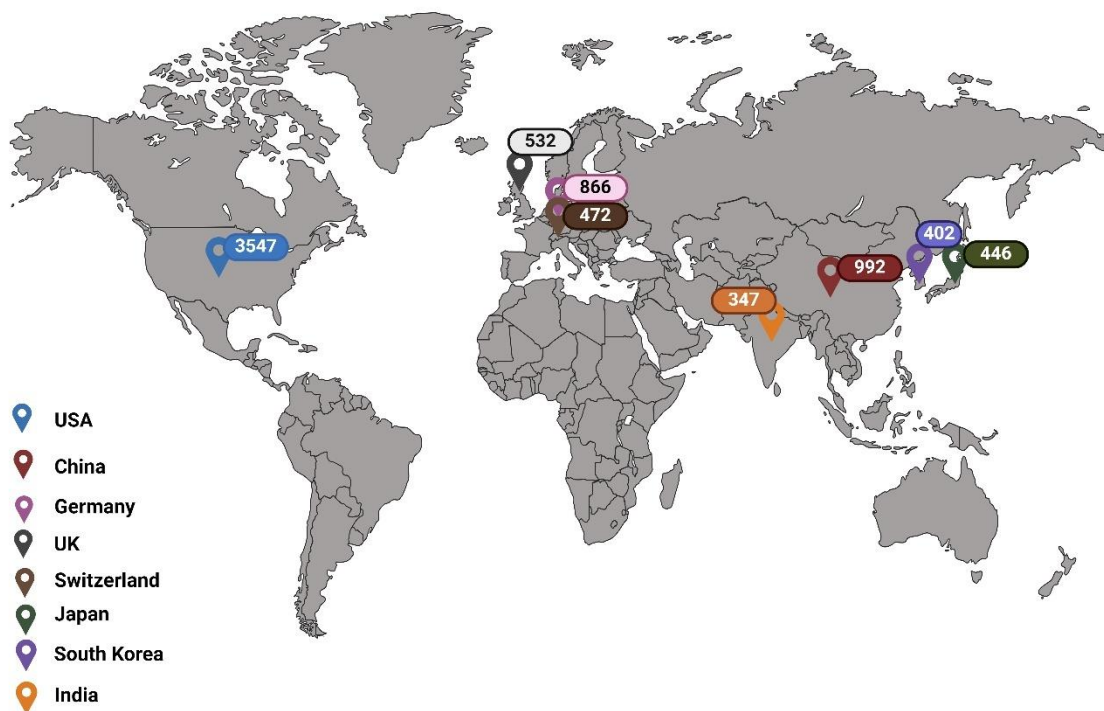 532
866
472
3547
402
446
992
347
USA
China
Germany
UK
Switzerland
Japan
South Korea
India